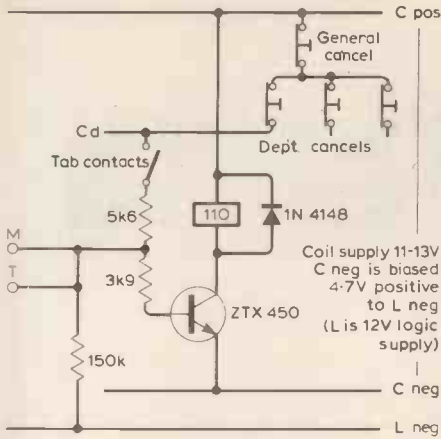 C pos
General
cancel
Cd
Dept. cancels
Tab contacts
5k6
110
1N 4148
M
T
3k9
ZTX 450
Coil supply 11-13V
C neg is biased
4·7V positive
to L neg
(L is 12V logic
supply)
150k
C neg
L neg